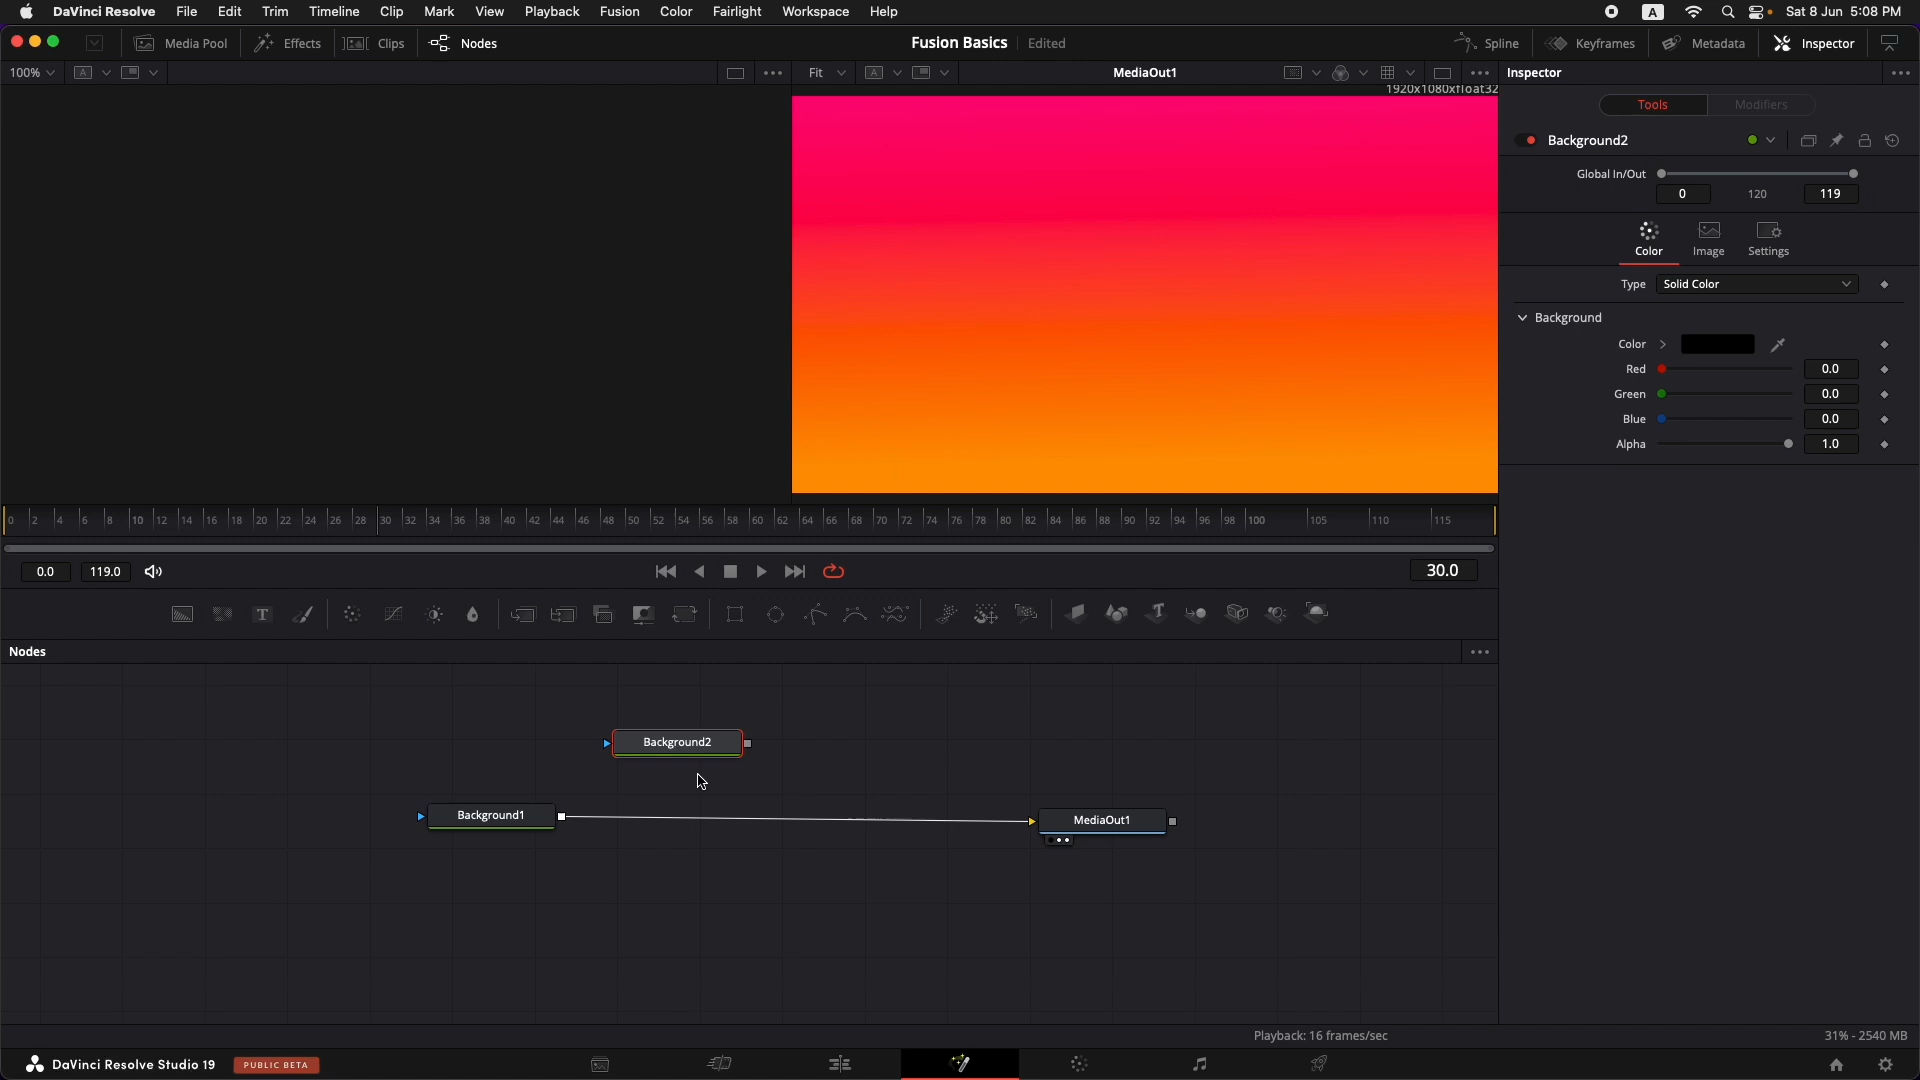 DaVinci Resolve File Edit Trim Timeline Clip Mark View Playback Fusion Color Fairlight Workspace Help A Sat 8 Jun 5:08 PM
Media Pool Effects Clips Nodes Fusion Basics Edited Spline Keyframes Metadata Inspector
100% A Fit A MediaOut1 Inspector
1920x1080xfloat32
Tools Modifiers
Background2
Global In/Out
0 120 119
Color Image Settings
Type Solid Color
Background
Color
Red 0.0
Green 0.0
Blue 0.0
Alpha 1.0
0 2 4 6 8 10 12 14 16 18 20 22 24 26 28 30 32 34 36 38 40 42 44 46 48 50 52 54 56 58 60 62 64 66 68 70 72 74 76 78 80 82 84 86 88 90 92 94 96 98 100 105 110 115
0.0 119.0 30.0
T
Nodes
Background2
Background1
MediaOut1
Playback: 16 frames/sec 31% - 2540 MB
DaVinci Resolve Studio 19 PUBLIC BETA